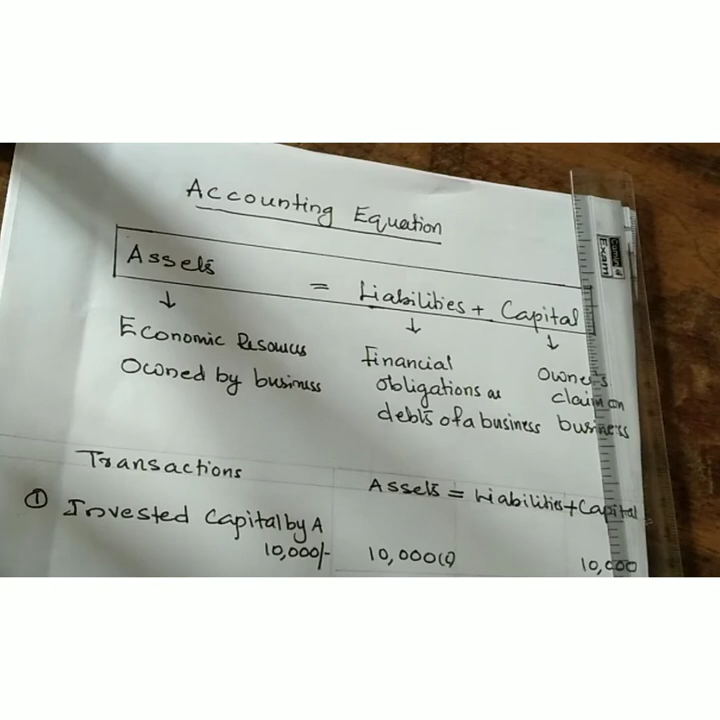 Accounting Equation
Assets = Liabilities + Capital
↓ ↓ ↓
Economic Resources
Owned by business
Financial
obligations or
debts of a business
Owner's
claim on
business
Transactions
Assets = Liabilities + Capital
① Invested Capital by A
10,000/- 10,000(c) 10,000
Exam